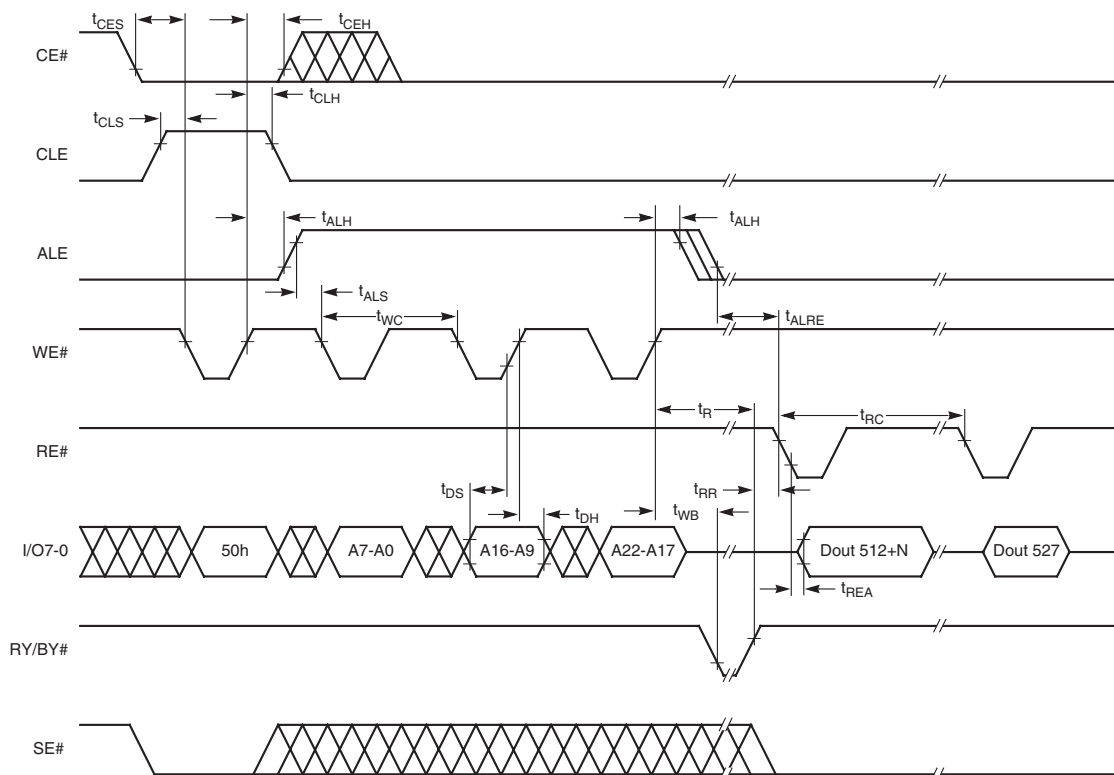 tCES
tCEH
CE#
tCLH
tCLS
CLE
tALH
tALH
ALE
tALS
tWC
tALRE
WE#
tR
tRC
RE#
tDS
tRR
tDH
tWB
I/O7-0
50h
A7-A0
A16-A9
A22-A17
Dout 512+N
Dout 527
tREA
RY/BY#
SE#